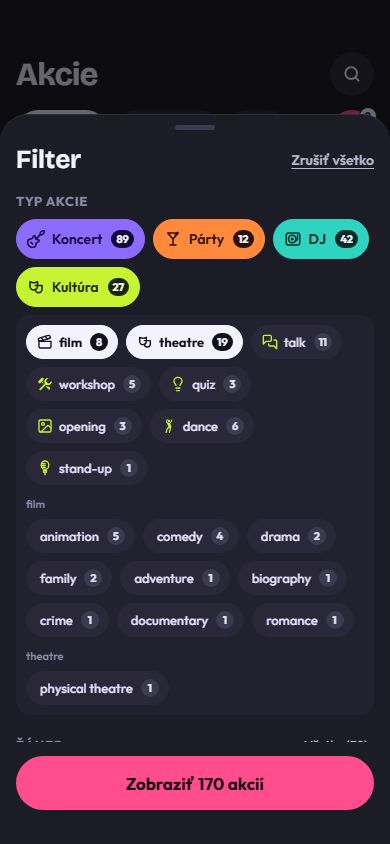 Akcie
Filter
Zrušiť všetko
TYP AKCIE
Koncert 89
Párty 12
DJ 42
Kultúra 27
film 8
theatre 19
talk 11
workshop 5
quiz 3
opening 3
dance 6
stand-up 1
film
animation 5
comedy 4
drama 2
family 2
adventure 1
biography 1
crime 1
documentary 1
romance 1
theatre
physical theatre 1
Zobraziť 170 akcií